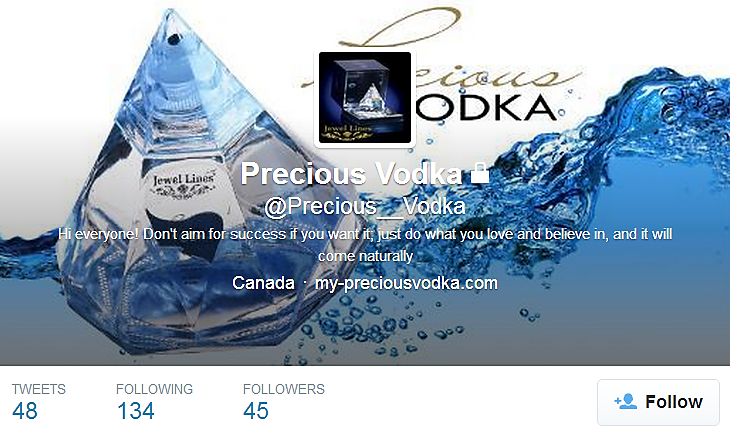 Precious
VODKA
Jewel Lines
Jewel Lines
Precious Vodka
@Precious__Vodka
Hi everyone! Don't aim for success if you want it; just do what you love and believe in, and it will
come naturally
Canada · my-preciousvodka.com
TWEETS
FOLLOWING
FOLLOWERS
48
134
45
Follow